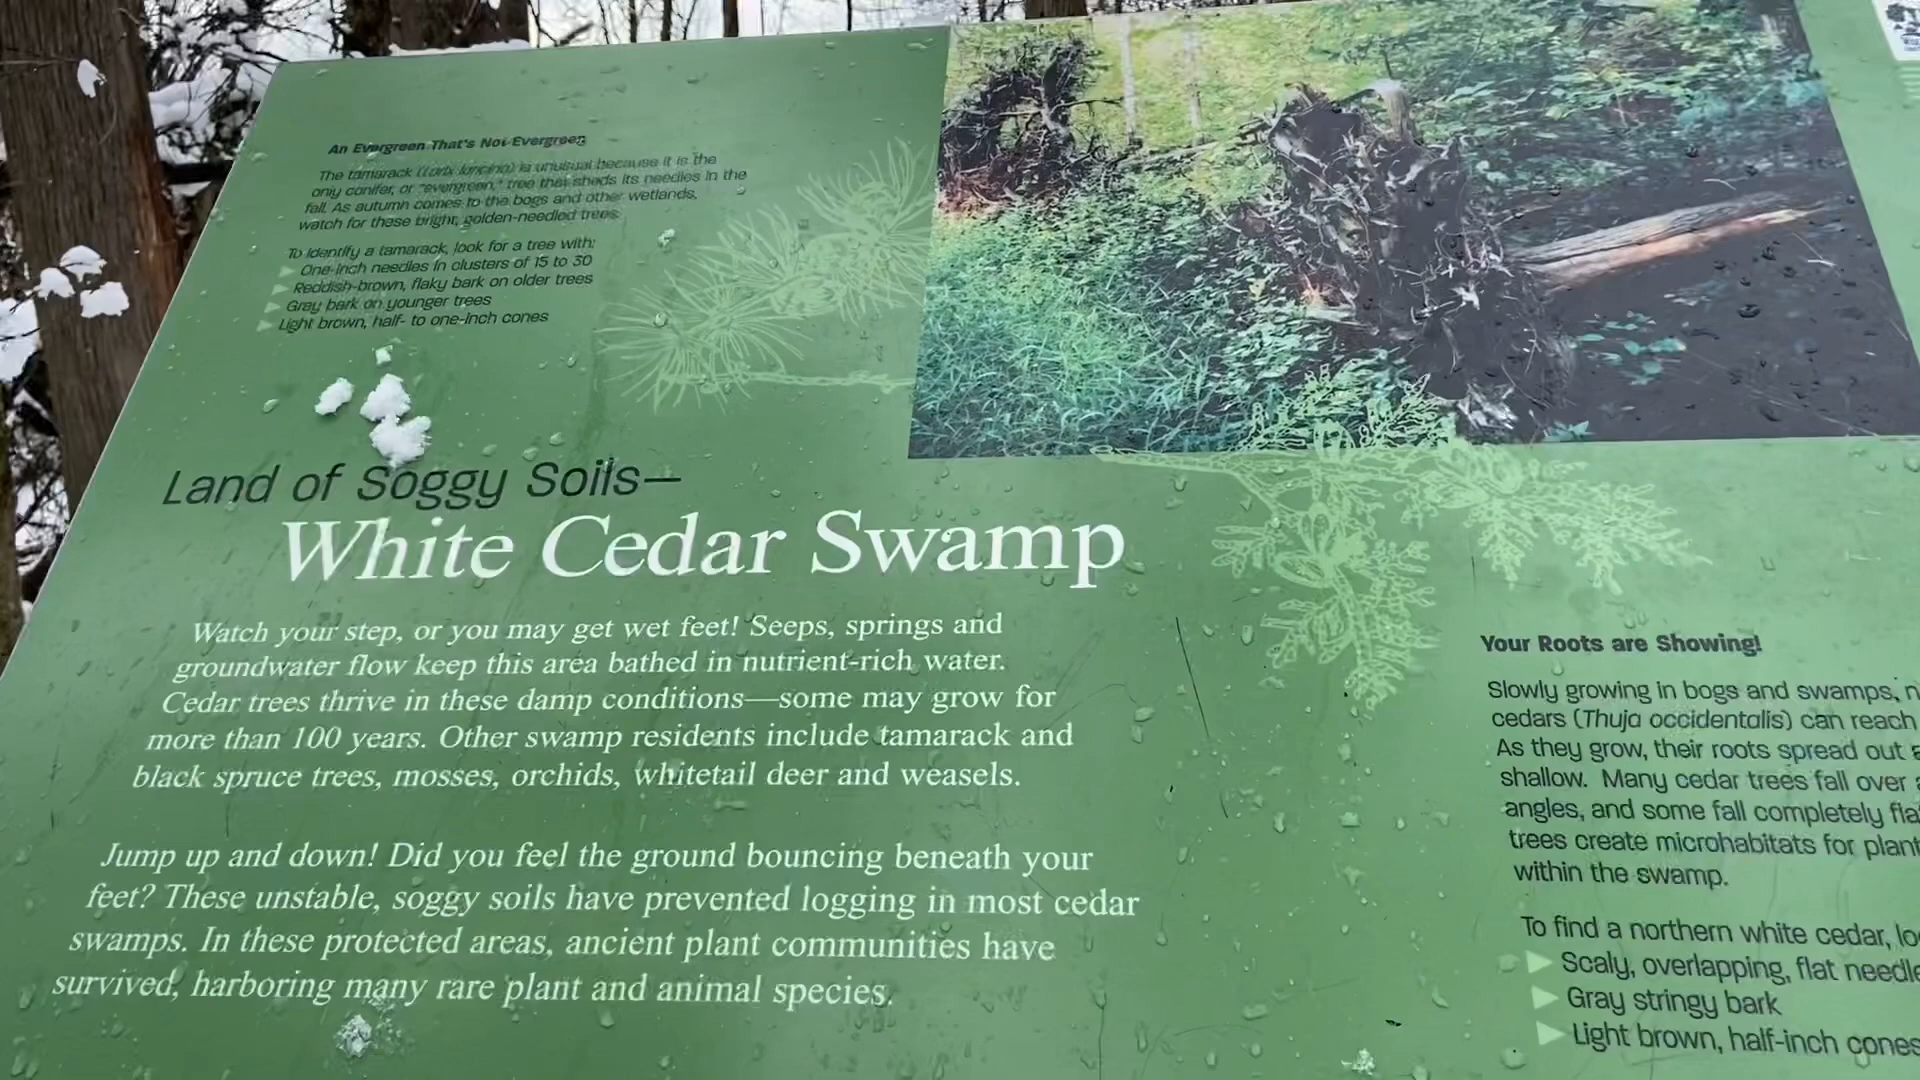 An Evergreen That's Not Evergreen
The tamarack (Larix laricina) is unusual because it is the
only conifer, or "evergreen," tree that sheds its needles in the
fall. As autumn comes to the bogs and other wetlands,
watch for these bright, golden-needled trees.
To identify a tamarack, look for a tree with:
One-inch needles in clusters of 15 to 30
Reddish-brown, flaky bark on older trees
Gray bark on younger trees
Light brown, half- to one-inch cones
Land of Soggy Soils—
White Cedar Swamp
Watch your step, or you may get wet feet! Seeps, springs and
groundwater flow keep this area bathed in nutrient-rich water.
Cedar trees thrive in these damp conditions—some may grow for
more than 100 years. Other swamp residents include tamarack and
black spruce trees, mosses, orchids, whitetail deer and weasels.
Jump up and down! Did you feel the ground bouncing beneath your
feet? These unstable, soggy soils have prevented logging in most cedar
swamps. In these protected areas, ancient plant communities have
survived, harboring many rare plant and animal species.
Your Roots are Showing!
Slowly growing in bogs and swamps,
cedars (Thuja occidentalis) can reach
As they grow, their roots spread out
shallow. Many cedar trees fall over
angles, and some fall completely
trees create microhabitats for plant
within the swamp.
To find a northern white cedar,
Scaly, overlapping, flat needle
Gray stringy bark
Light brown, half-inch cones